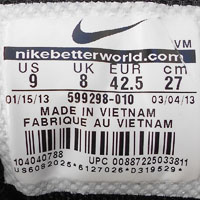 VM
nikebetterworld.com
US UK EUR cm
9 8 42.5 27
01/15/13 599298-010 03/04/13
MADE IN VIETNAM
FABRIQUE AU VIETNAM
104040788 UPC 00887225033811
US6082025*6127026*D319529*